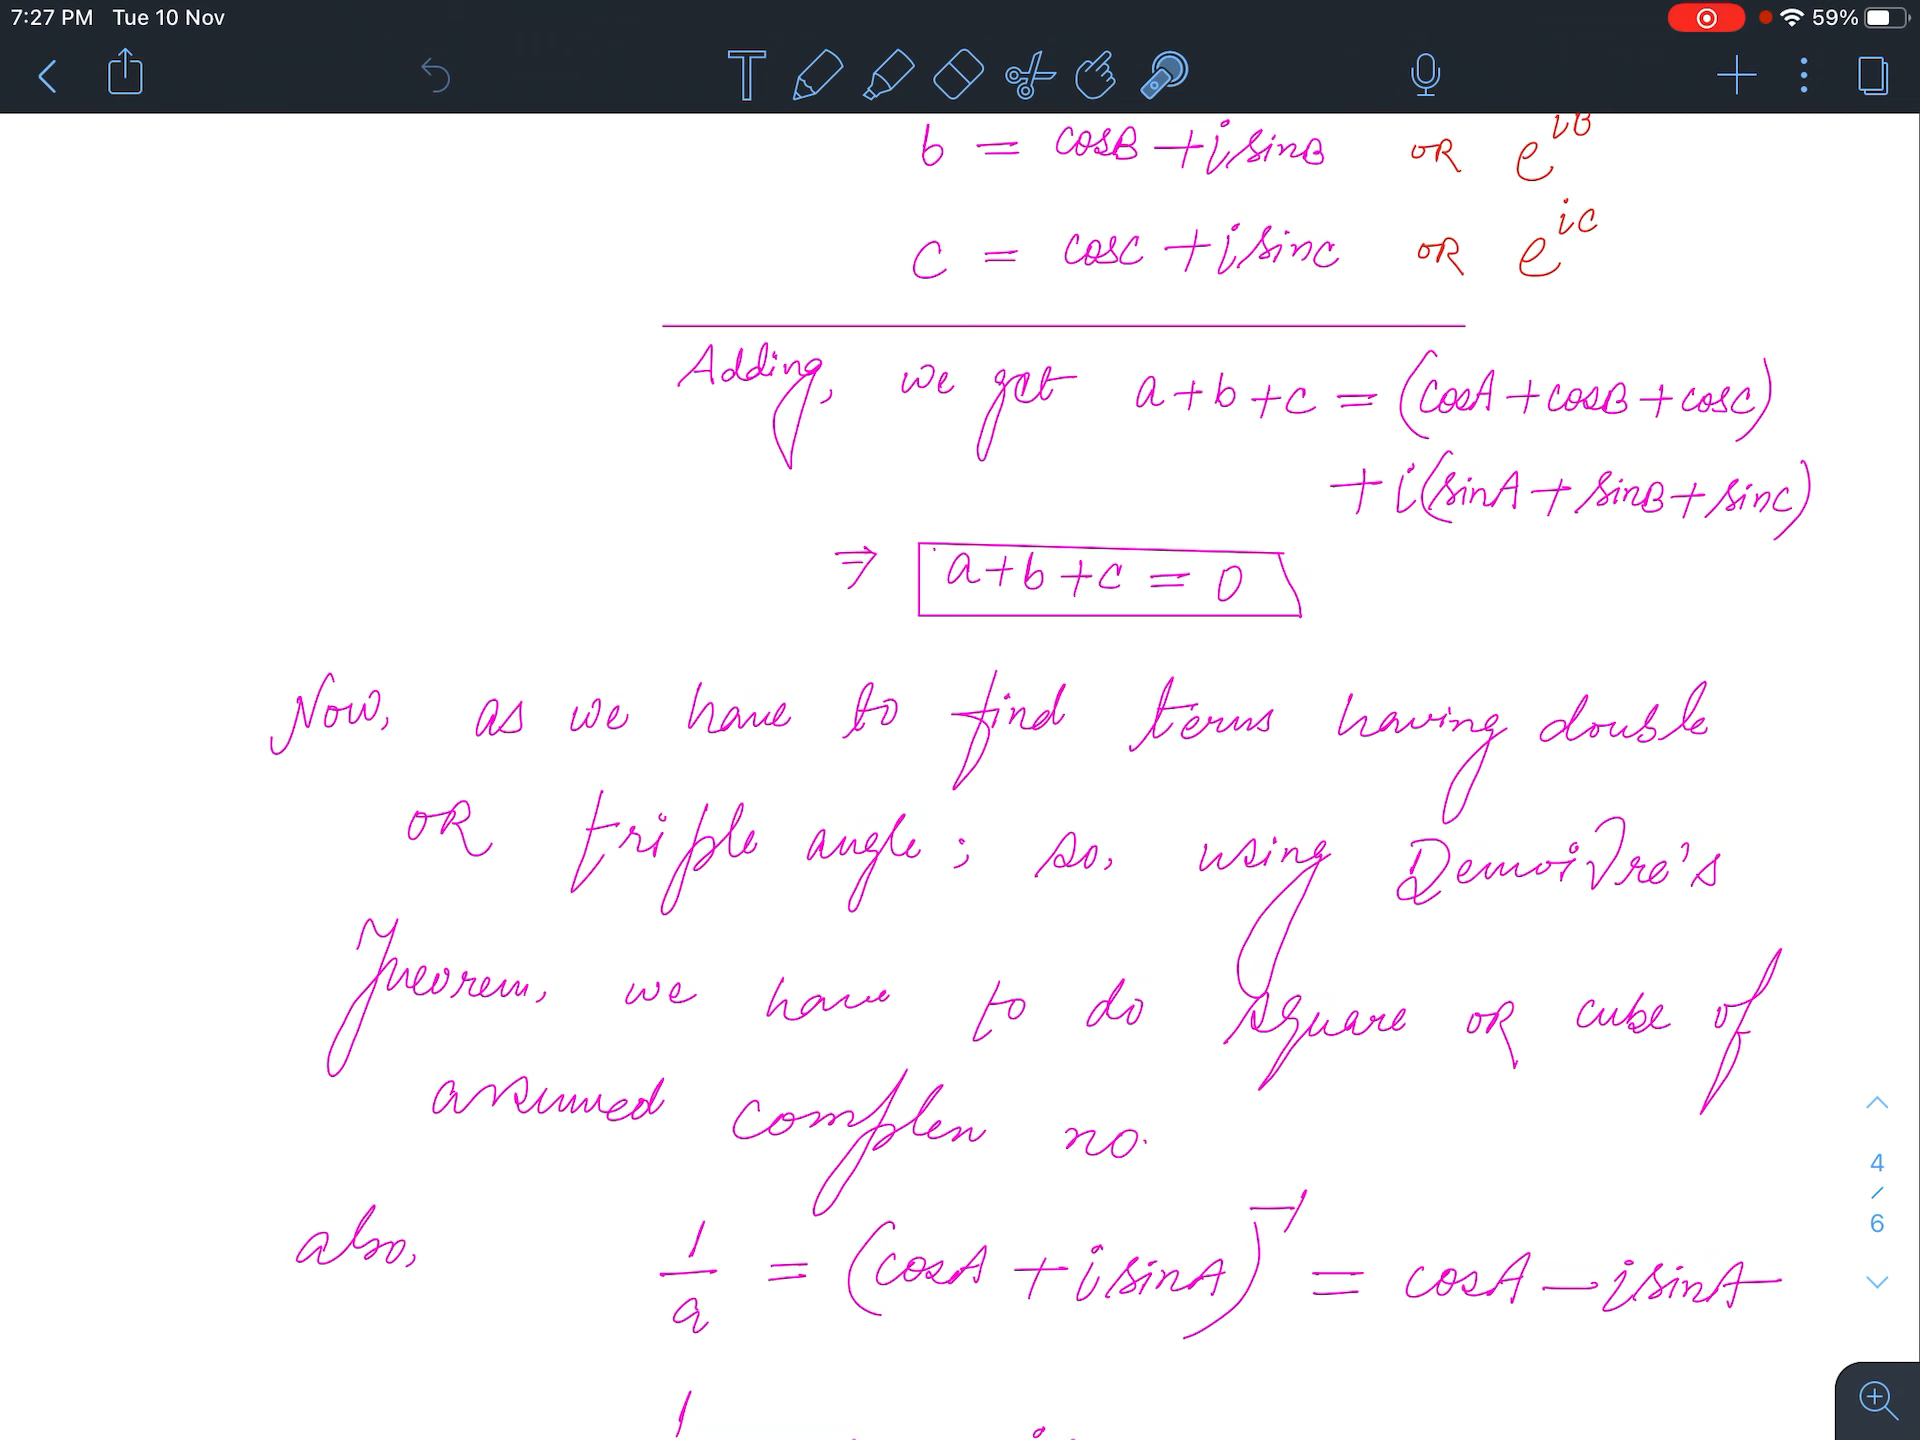 7:27 PM Tue 10 Nov
59%
b = cosB + i sinB OR e^iB
c = cosC + i sinC OR e^iC
Adding, we get a+b+c = (cosA + cosB + cosC)
+ i(sinA + sinB + sinC)
⇒ a+b+c = 0
Now, as we have to find terms having double
OR triple angle; so, using Demoivre's
Theorem, we have to do square OR cube of
assumed complex no.
also, 1/a = (cosA + i sinA)^-1 = cosA - i sinA
4
/
6